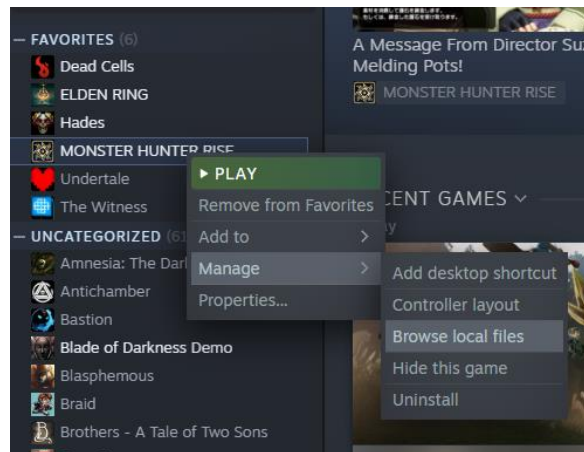 FAVORITES (6)
Dead Cells
ELDEN RING
Hades
MONSTER HUNTER RISE
Undertale
The Witness
UNCATEGORIZED (61
Amnesia: The Dar
Antichamber
Bastion
Blade of Darkness Demo
Blasphemous
Braid
Brothers - A Tale of Two Sons
PLAY
Remove from Favorites
Add to
Manage
Properties...
Add desktop shortcut
Controller layout
Browse local files
Hide this game
Uninstall
A Message From Director Su
Melding Pots!
MONSTER HUNTER RISE
CENT GAMES
ay